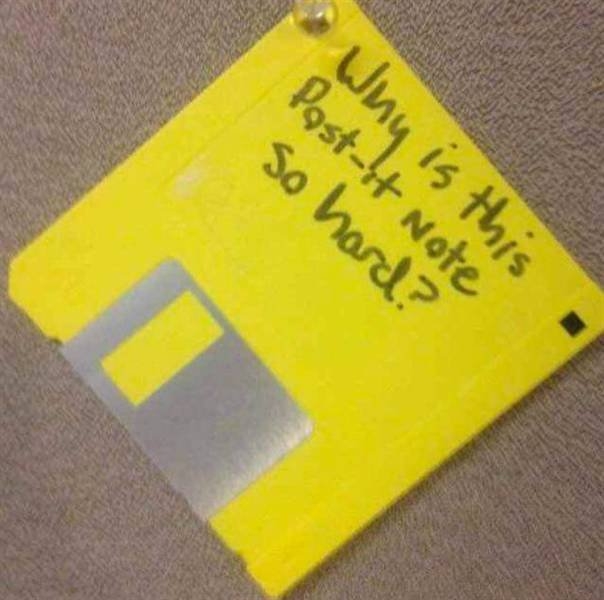 Why is this
Post-it Note
so hard?